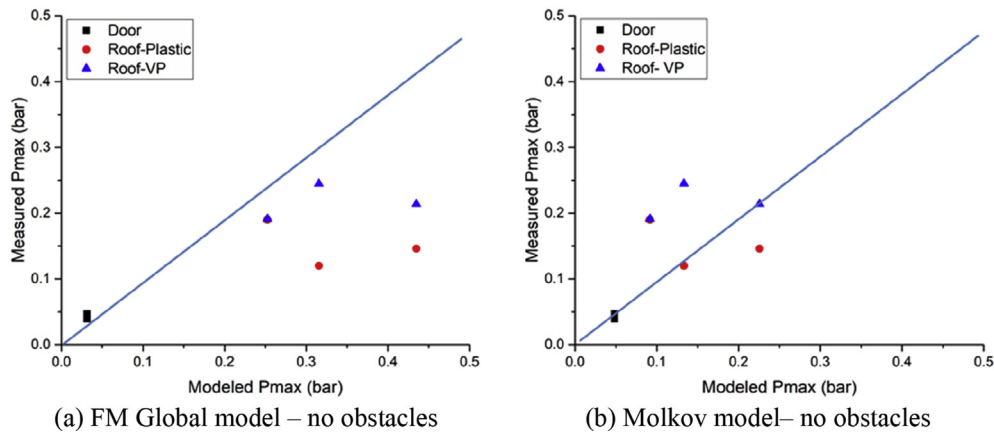 0.5
0.4
0.3
0.2
0.1
0.0
Measured Pmax (bar)
Door
Roof-Plastic
Roof-VP
0.0 0.1 0.2 0.3 0.4 0.5
Modeled Pmax (bar)
(a) FM Global model – no obstacles
0.5
0.4
0.3
0.2
0.1
0.0
Measured Pmax (bar)
Door
Roof-Plastic
Roof- VP
0.0 0.1 0.2 0.3 0.4 0.5
Modeled Pmax (bar)
(b) Molkov model– no obstacles